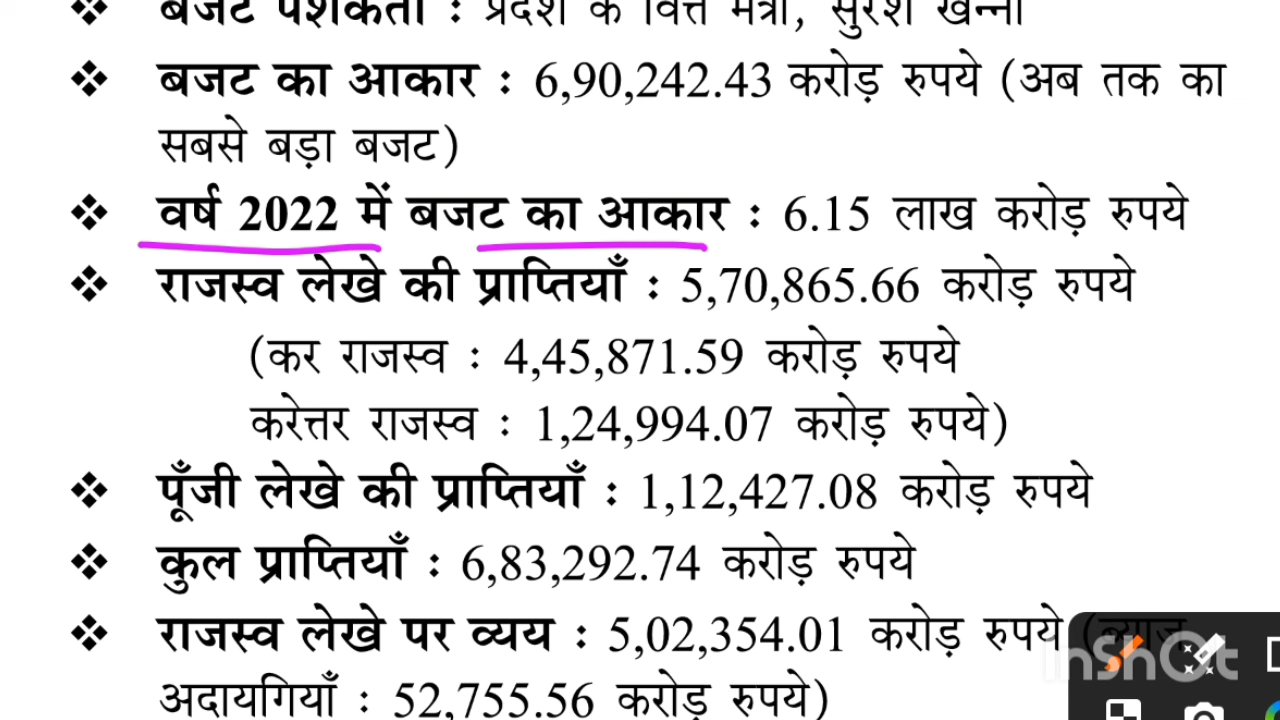 बजट पेशकर्ता : प्रदेश के वित्त मंत्री, सुरेश खन्ना
❖ बजट का आकार : 6,90,242.43 करोड़ रुपये (अब तक का
सबसे बड़ा बजट)
❖ वर्ष 2022 में बजट का आकार : 6.15 लाख करोड़ रुपये
❖ राजस्व लेखे की प्राप्तियाँ : 5,70,865.66 करोड़ रुपये
(कर राजस्व : 4,45,871.59 करोड़ रुपये
करेत्तर राजस्व : 1,24,994.07 करोड़ रुपये)
❖ पूँजी लेखे की प्राप्तियाँ : 1,12,427.08 करोड़ रुपये
❖ कुल प्राप्तियाँ : 6,83,292.74 करोड़ रुपये
❖ राजस्व लेखे पर व्यय : 5,02,354.01 करोड़ रुपये (ब्याज
अदायगियाँ : 52,755.56 करोड़ रुपये)
InShOt